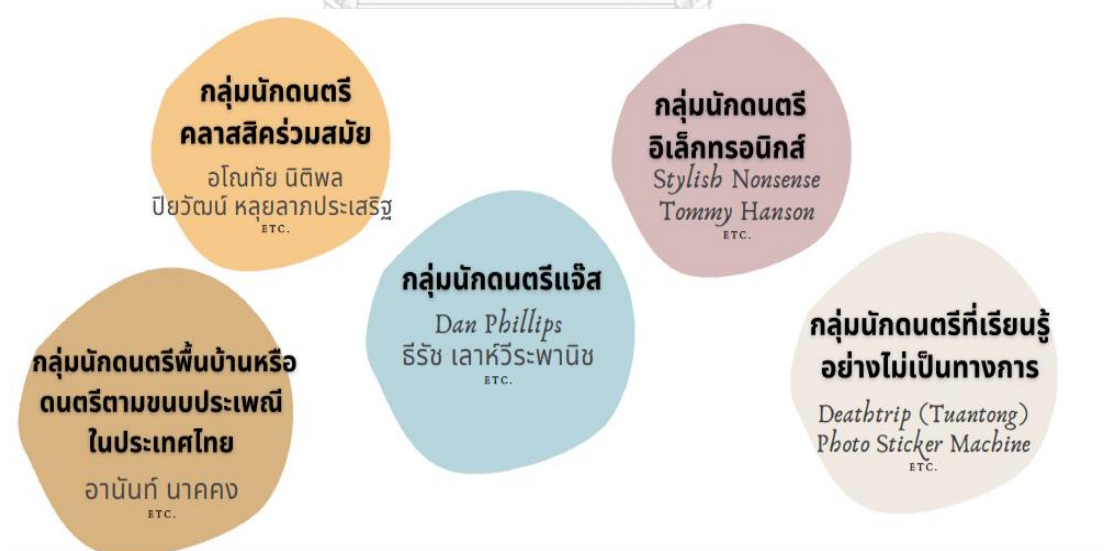 กลุ่มนักดนตรี
คลาสสิคร่วมสมัย
อโณทัย นิติพล
ปิยวัฒน์ หลุยลาภประเสริฐ
ETC.
กลุ่มนักดนตรี
อิเล็กทรอนิกส์
Stylish Nonsense
Tommy Hanson
ETC.
กลุ่มนักดนตรีแจ๊ส
Dan Phillips
ธีรัช เลาห์วีระพานิช
ETC.
กลุ่มนักดนตรีพื้นบ้านหรือ
ดนตรีตามขนบประเพณี
ในประเทศไทย
อานันท์ นาคคง
ETC.
กลุ่มนักดนตรีที่เรียนรู้
อย่างไม่เป็นทางการ
Deathtrip (Tuantong)
Photo Sticker Machine
ETC.